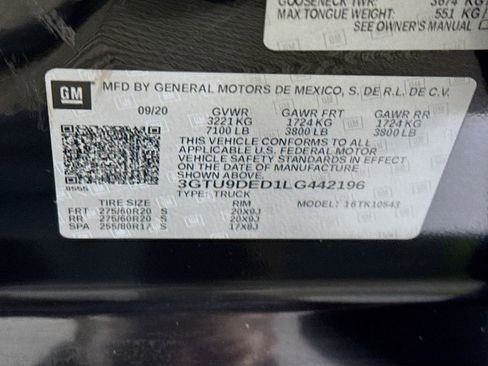 GOOSENECK TWR: 3674 KG/
MAX TONGUE WEIGHT: 551 KG/
SEE OWNER'S MANUAL
GM MFD BY GENERAL MOTORS DE MEXICO, S. DE R.L. DE C.V.
09/20 GVWR GAWR FRT GAWR RR
3221 KG 1724 KG 1724 KG
7100 LB 3800 LB 3800 LB
THIS VEHICLE CONFORMS TO ALL
APPLICABLE U.S. FEDERAL MOTOR
VEHICLE SAFETY STANDARDS IN EFFECT
ON THE DATE OF MANUFACTURE
3GTU9DED1LG442196
TYPE: TRUCK
TIRE SIZE RIM MODEL: 16TK10543
FRT 275/60R20 S 20X9J
RR 275/60R20 S 20X9J
SPA 255/80R17 S 17X8J